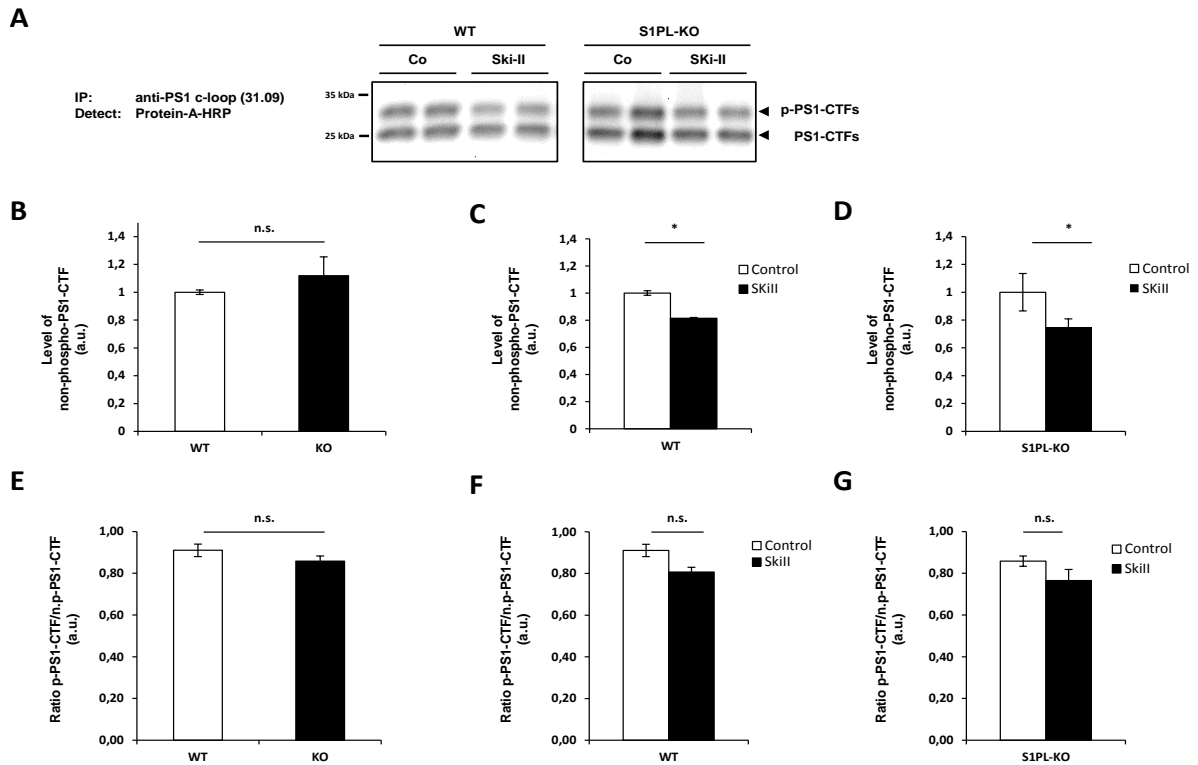 A
WT
S1PL-KO
Co
Ski-II
Co
SKi-II
IP: anti-PS1 c-loop (31.09)
Detect: Protein-A-HRP
35 kDa
25 kDa
p-PS1-CTFs
PS1-CTFs
B
Level of
non-phospho-PS1-CTF
(a.u.)
1,4
1,2
1
0,8
0,6
0,4
0,2
0
n.s.
WT
KO
C
Level of
non-phospho-PS1-CTF
(a.u.)
1,4
1,2
1
0,8
0,6
0,4
0,2
0
*
Control
SKiII
WT
D
Level of
non-phospho-PS1-CTF
(a.u.)
1,4
1,2
1
0,8
0,6
0,4
0,2
0
*
Control
SKiII
S1PL-KO
E
Ratio p-PS1-CTF/n.p-PS1-CTF
(a.u.)
1,00
0,80
0,60
0,40
0,20
0,00
n.s.
WT
KO
F
Ratio p-PS1-CTF/n.p-PS1-CTF
(a.u.)
1,00
0,80
0,60
0,40
0,20
0,00
n.s.
Control
SkiII
WT
G
Ratio p-PS1-CTF/n.p-PS1-CTF
(a.u.)
1,00
0,80
0,60
0,40
0,20
0,00
n.s.
Control
SkiII
S1PL-KO